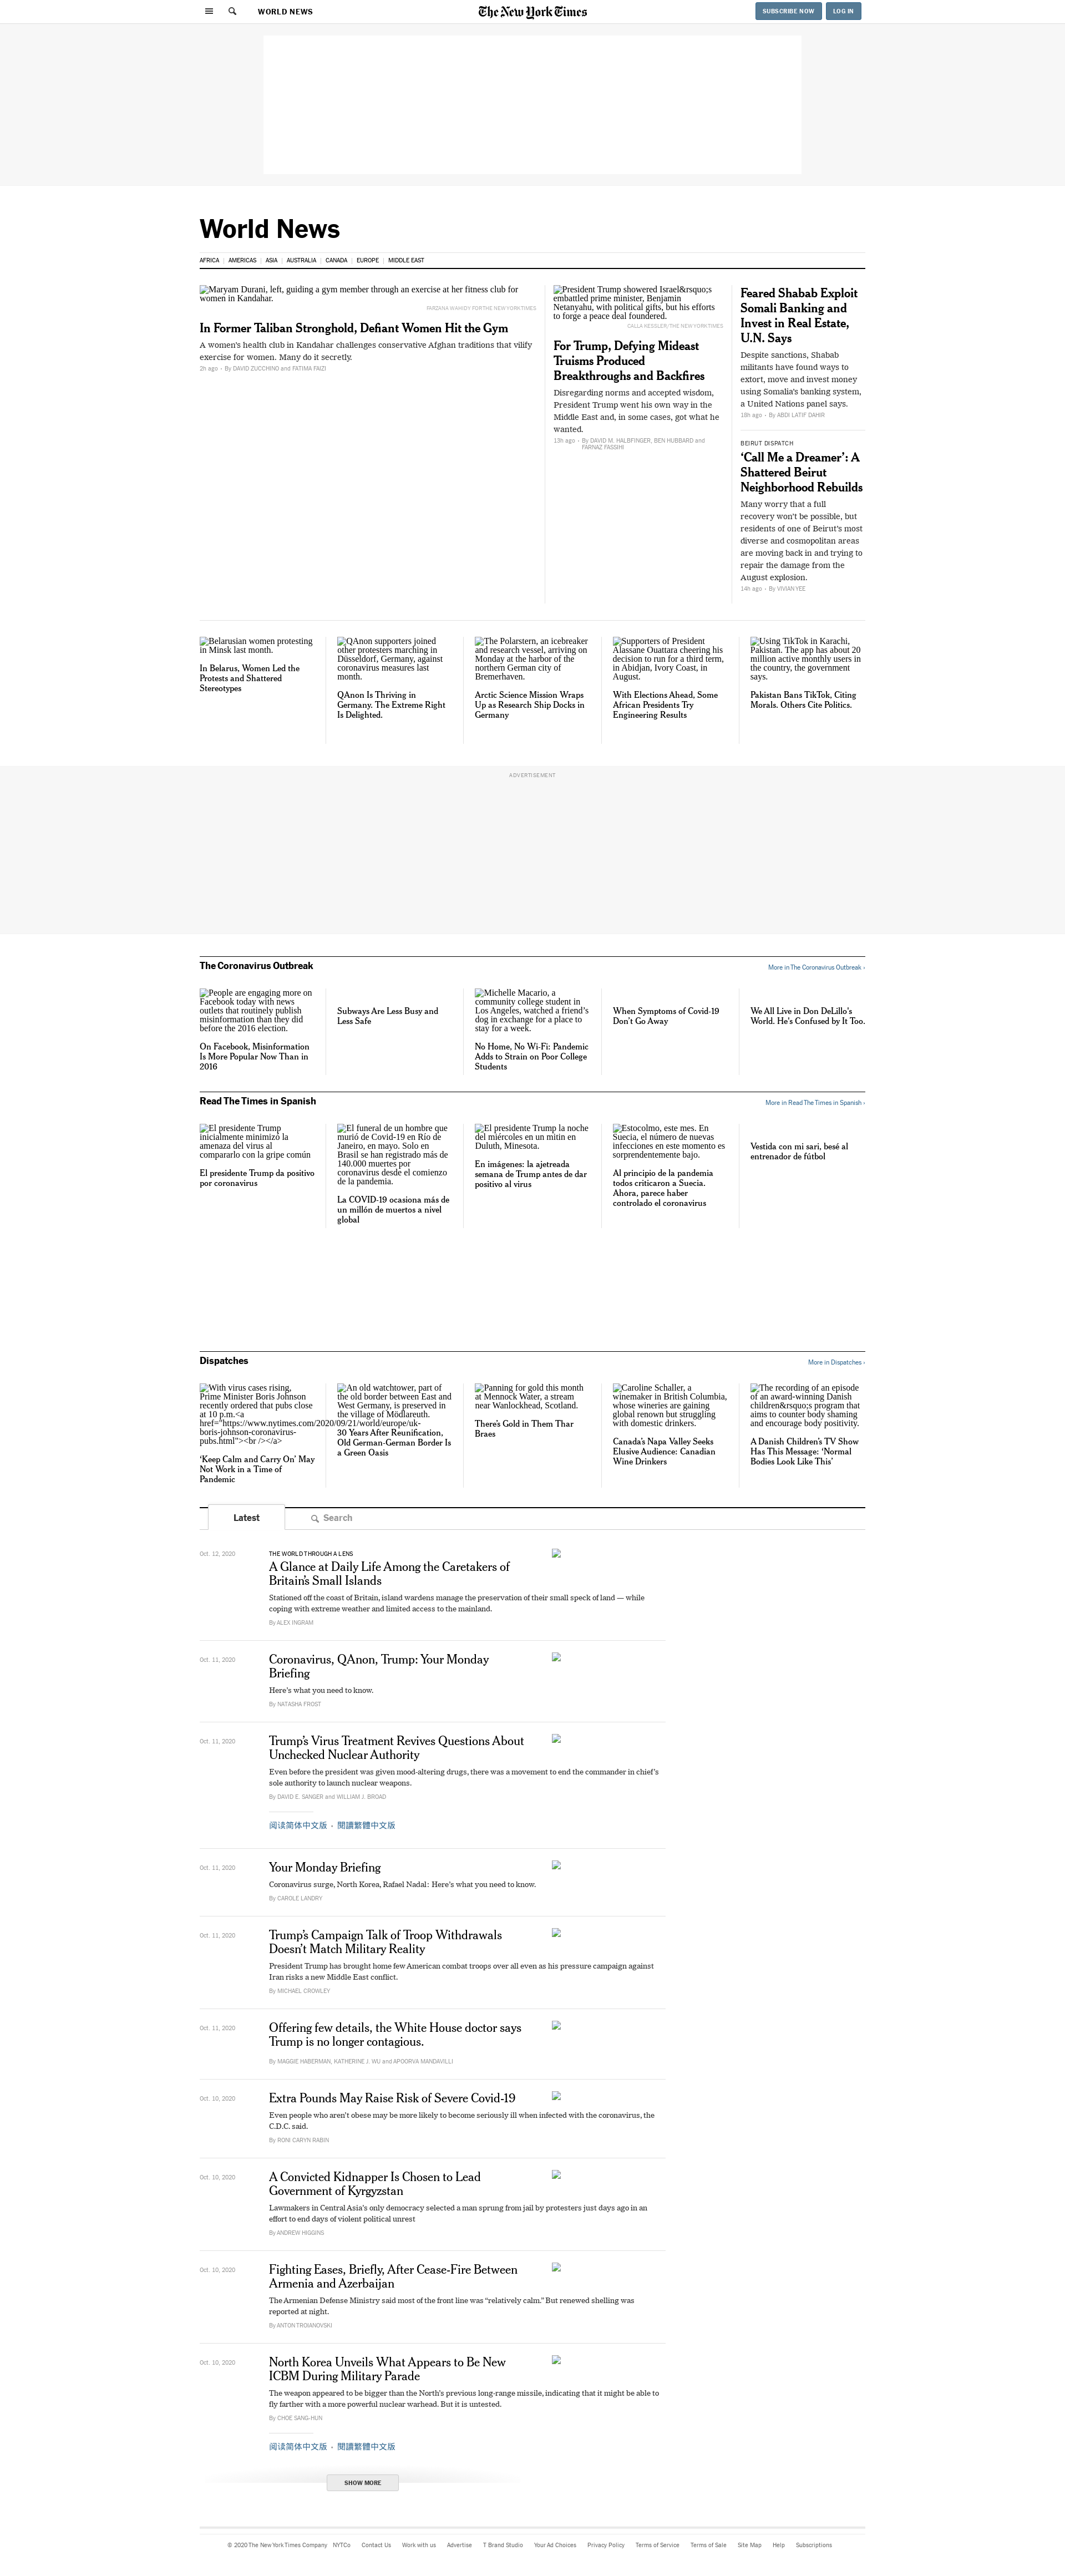 WORLD NEWS
The New York Times
SUBSCRIBE NOW
LOG IN
World News
AFRICA
AMERICAS
ASIA
AUSTRALIA
CANADA
EUROPE
MIDDLE EAST
Maryam Durani, left, guiding a gym member through an exercise at her fitness club for
women in Kandahar.
FARZANA WAHIDY FOR THE NEW YORK TIMES
In Former Taliban Stronghold, Defiant Women Hit the Gym
A women’s health club in Kandahar challenges conservative Afghan traditions that vilify
exercise for women. Many do it secretly.
2h ago · By DAVID ZUCCHINO and FATIMA FAIZI
President Trump showered Israel&rsquo;s
embattled prime minister, Benjamin
Netanyahu, with political gifts, but his efforts
to forge a peace deal foundered.
CALLA KESSLER/THE NEW YORK TIMES
For Trump, Defying Mideast
Truisms Produced
Breakthroughs and Backfires
Disregarding norms and accepted wisdom,
President Trump went his own way in the
Middle East and, in some cases, got what he
wanted.
13h ago · By DAVID M. HALBFINGER, BEN HUBBARD and
FARNAZ FASSIHI
Feared Shabab Exploit
Somali Banking and
Invest in Real Estate,
U.N. Says
Despite sanctions, Shabab
militants have found ways to
extort, move and invest money
using Somalia’s banking system,
a United Nations panel says.
18h ago · By ABDI LATIF DAHIR
BEIRUT DISPATCH
‘Call Me a Dreamer’: A
Shattered Beirut
Neighborhood Rebuilds
Many worry that a full
recovery won’t be possible, but
residents of one of Beirut’s most
diverse and cosmopolitan areas
are moving back in and trying to
repair the damage from the
August explosion.
14h ago · By VIVIAN YEE
Belarusian women protesting
in Minsk last month.
In Belarus, Women Led the
Protests and Shattered
Stereotypes
QAnon supporters joined
other protesters marching in
Düsseldorf, Germany, against
coronavirus measures last
month.
QAnon Is Thriving in
Germany. The Extreme Right
Is Delighted.
The Polarstern, an icebreaker
and research vessel, arriving on
Monday at the harbor of the
northern German city of
Bremerhaven.
Arctic Science Mission Wraps
Up as Research Ship Docks in
Germany
Supporters of President
Alassane Ouattara cheering his
decision to run for a third term,
in Abidjan, Ivory Coast, in
August.
With Elections Ahead, Some
African Presidents Try
Engineering Results
Using TikTok in Karachi,
Pakistan. The app has about 20
million active monthly users in
the country, the government
says.
Pakistan Bans TikTok, Citing
Morals. Others Cite Politics.
ADVERTISEMENT
The Coronavirus Outbreak
More in The Coronavirus Outbreak ›
People are engaging more on
Facebook today with news
outlets that routinely publish
misinformation than they did
before the 2016 election.
On Facebook, Misinformation
Is More Popular Now Than in
2016
Subways Are Less Busy and
Less Safe
Michelle Macario, a
community college student in
Los Angeles, watched a friend’s
dog in exchange for a place to
stay for a week.
No Home, No Wi-Fi: Pandemic
Adds to Strain on Poor College
Students
When Symptoms of Covid-19
Don’t Go Away
We All Live in Don DeLillo’s
World. He’s Confused by It Too.
Read The Times in Spanish
More in Read The Times in Spanish ›
El presidente Trump
inicialmente minimizó la
amenaza del virus al
compararlo con la gripe común
El presidente Trump da positivo
por coronavirus
El funeral de un hombre que
murió de Covid-19 en Río de
Janeiro, en mayo. Solo en
Brasil se han registrado más de
140.000 muertes por
coronavirus desde el comienzo
de la pandemia.
La COVID-19 ocasiona más de
un millón de muertos a nivel
global
El presidente Trump la noche
del miércoles en un mitin en
Duluth, Minesota.
En imágenes: la ajetreada
semana de Trump antes de dar
positivo al virus
Estocolmo, este mes. En
Suecia, el número de nuevas
infecciones en este momento es
sorprendentemente bajo.
Al principio de la pandemia
todos criticaron a Suecia.
Ahora, parece haber
controlado el coronavirus
Vestida con mi sari, besé al
entrenador de fútbol
Dispatches
More in Dispatches ›
With virus cases rising,
Prime Minister Boris Johnson
recently ordered that pubs close
at 10 p.m.<a
href="https://www.nytimes.com/2020/09/21/world/europe/uk-
boris-johnson-coronavirus-
pubs.html"><br /></a>
‘Keep Calm and Carry On’ May
Not Work in a Time of
Pandemic
An old watchtower, part of
the old border between East and
West Germany, is preserved in
the village of Mödlareuth.
30 Years After Reunification,
Old German-German Border Is
a Green Oasis
Panning for gold this month
at Mennock Water, a stream
near Wanlockhead, Scotland.
There’s Gold in Them Thar
Braes
Caroline Schaller, a
winemaker in British Columbia,
whose wineries are gaining
global renown but struggling
with domestic drinkers.
Canada’s Napa Valley Seeks
Elusive Audience: Canadian
Wine Drinkers
The recording of an episode
of an award-winning Danish
children&rsquo;s program that
aims to counter body shaming
and encourage body positivity.
A Danish Children’s TV Show
Has This Message: ‘Normal
Bodies Look Like This’
Latest
Search
Oct. 12, 2020
THE WORLD THROUGH A LENS
A Glance at Daily Life Among the Caretakers of
Britain’s Small Islands
Stationed off the coast of Britain, island wardens manage the preservation of their small speck of land — while
coping with extreme weather and limited access to the mainland.
By ALEX INGRAM
Oct. 11, 2020
Coronavirus, QAnon, Trump: Your Monday
Briefing
Here’s what you need to know.
By NATASHA FROST
Oct. 11, 2020
Trump’s Virus Treatment Revives Questions About
Unchecked Nuclear Authority
Even before the president was given mood-altering drugs, there was a movement to end the commander in chief’s
sole authority to launch nuclear weapons.
By DAVID E. SANGER and WILLIAM J. BROAD
阅读简体中文版 · 閱讀繁體中文版
Oct. 11, 2020
Your Monday Briefing
Coronavirus surge, North Korea, Rafael Nadal: Here’s what you need to know.
By CAROLE LANDRY
Oct. 11, 2020
Trump’s Campaign Talk of Troop Withdrawals
Doesn’t Match Military Reality
President Trump has brought home few American combat troops over all even as his pressure campaign against
Iran risks a new Middle East conflict.
By MICHAEL CROWLEY
Oct. 11, 2020
Offering few details, the White House doctor says
Trump is no longer contagious.
By MAGGIE HABERMAN, KATHERINE J. WU and APOORVA MANDAVILLI
Oct. 10, 2020
Extra Pounds May Raise Risk of Severe Covid-19
Even people who aren’t obese may be more likely to become seriously ill when infected with the coronavirus, the
C.D.C. said.
By RONI CARYN RABIN
Oct. 10, 2020
A Convicted Kidnapper Is Chosen to Lead
Government of Kyrgyzstan
Lawmakers in Central Asia’s only democracy selected a man sprung from jail by protesters just days ago in an
effort to end days of violent political unrest
By ANDREW HIGGINS
Oct. 10, 2020
Fighting Eases, Briefly, After Cease-Fire Between
Armenia and Azerbaijan
The Armenian Defense Ministry said most of the front line was “relatively calm.” But renewed shelling was
reported at night.
By ANTON TROIANOVSKI
Oct. 10, 2020
North Korea Unveils What Appears to Be New
ICBM During Military Parade
The weapon appeared to be bigger than the North’s previous long-range missile, indicating that it might be able to
fly farther with a more powerful nuclear warhead. But it is untested.
By CHOE SANG-HUN
阅读简体中文版 · 閱讀繁體中文版
SHOW MORE
© 2020 The New York Times Company
NYTCo
Contact Us
Work with us
Advertise
T Brand Studio
Your Ad Choices
Privacy Policy
Terms of Service
Terms of Sale
Site Map
Help
Subscriptions